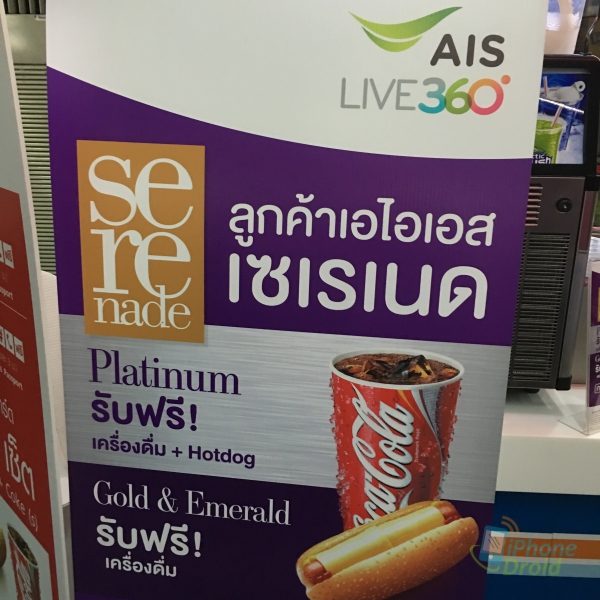 AIS
LIVE 360°
se
re
nade
ลูกค้าเอไอเอส
เซเรเนด
Platinum
รับฟรี!
เครื่องดื่ม + Hotdog
Coca-Cola
Gold & Emerald
รับฟรี!
เครื่องดื่ม
iPhone
Droid